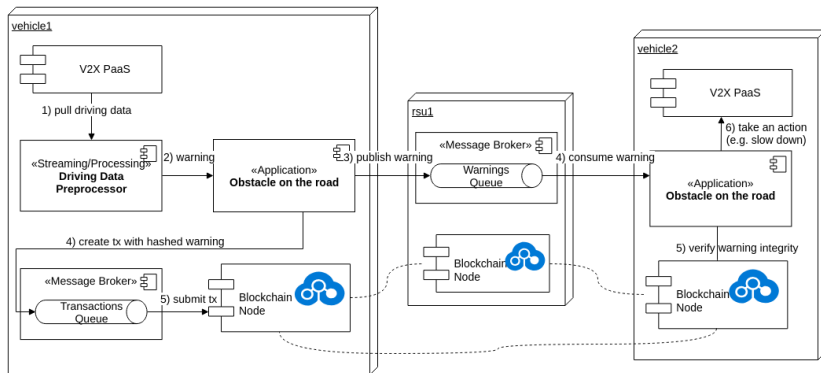 vehicle1
V2X PaaS
1) pull driving data
«Streaming/Processing»
Driving Data
Preprocessor
2) warning
«Application»
Obstacle on the road
3) publish warning
4) create tx with hashed warning
«Message Broker»
Transactions
Queue
5) submit tx
Blockchain
Node
rsu1
«Message Broker»
Warnings
Queue
4) consume warning
Blockchain
Node
vehicle2
V2X PaaS
6) take an action
(e.g. slow down)
«Application»
Obstacle on the road
5) verify warning integrity
Blockchain
Node